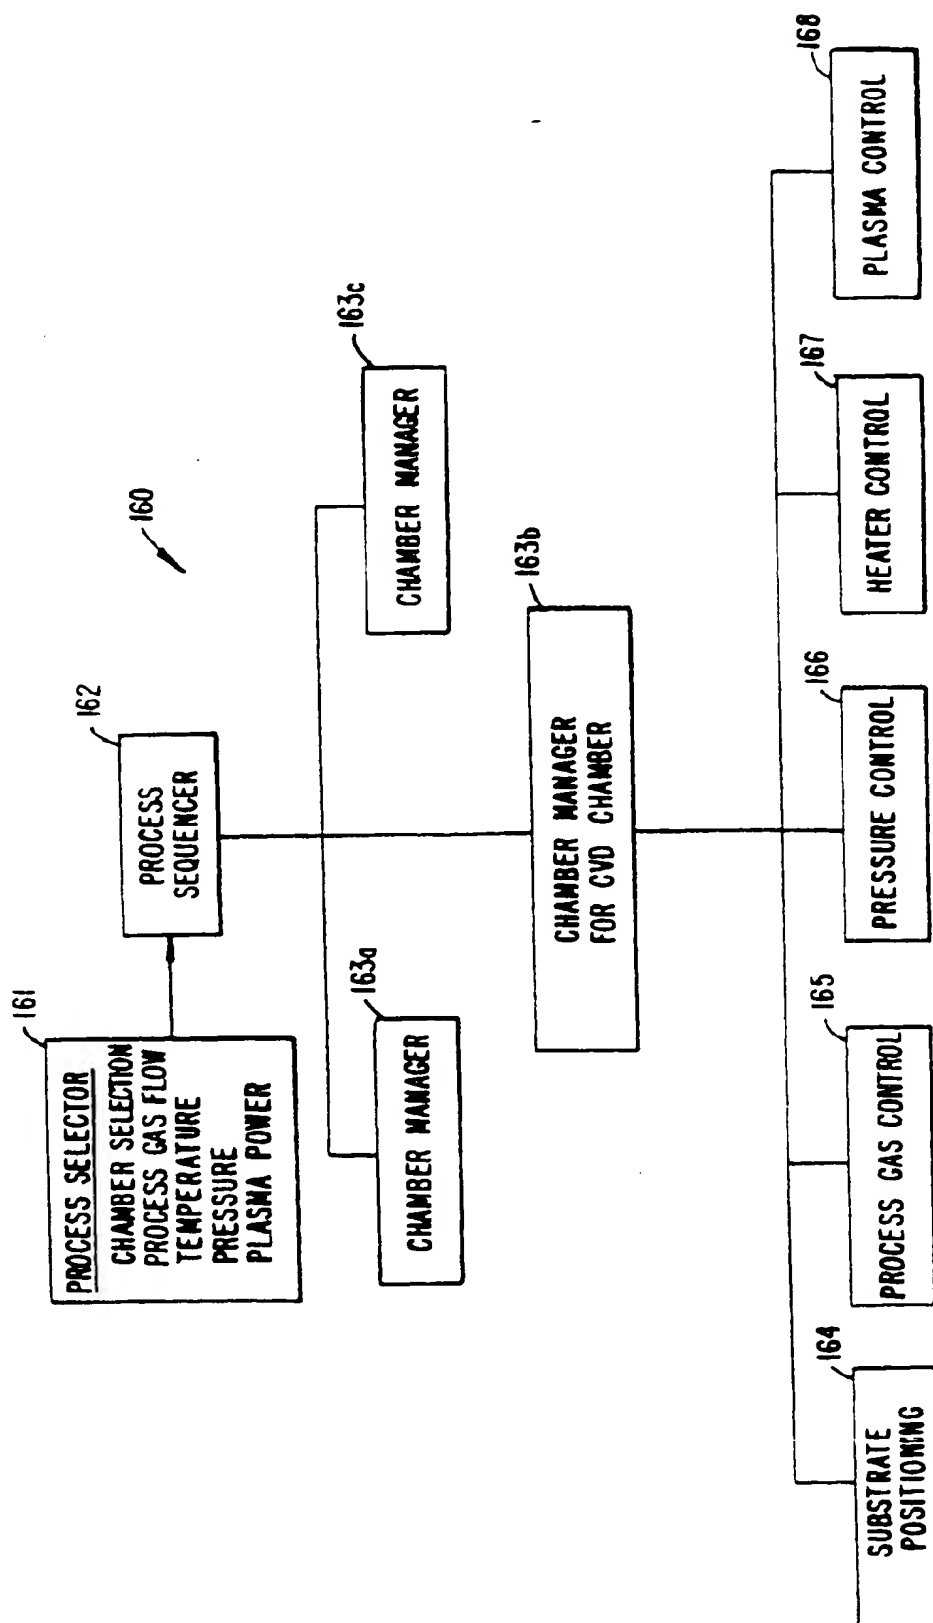 160
161
PROCESS SELECTOR
CHAMBER SELECTION
PROCESS GAS FLOW
TEMPERATURE
PRESSURE
PLASMA POWER
162
PROCESS
SEQUENCER
163a
CHAMBER MANAGER
163c
CHAMBER MANAGER
163b
CHAMBER MANAGER
FOR CVD CHAMBER
164
SUBSTRATE
POSITIONING
165
PROCESS GAS CONTROL
166
PRESSURE CONTROL
167
HEATER CONTROL
168
PLASMA CONTROL